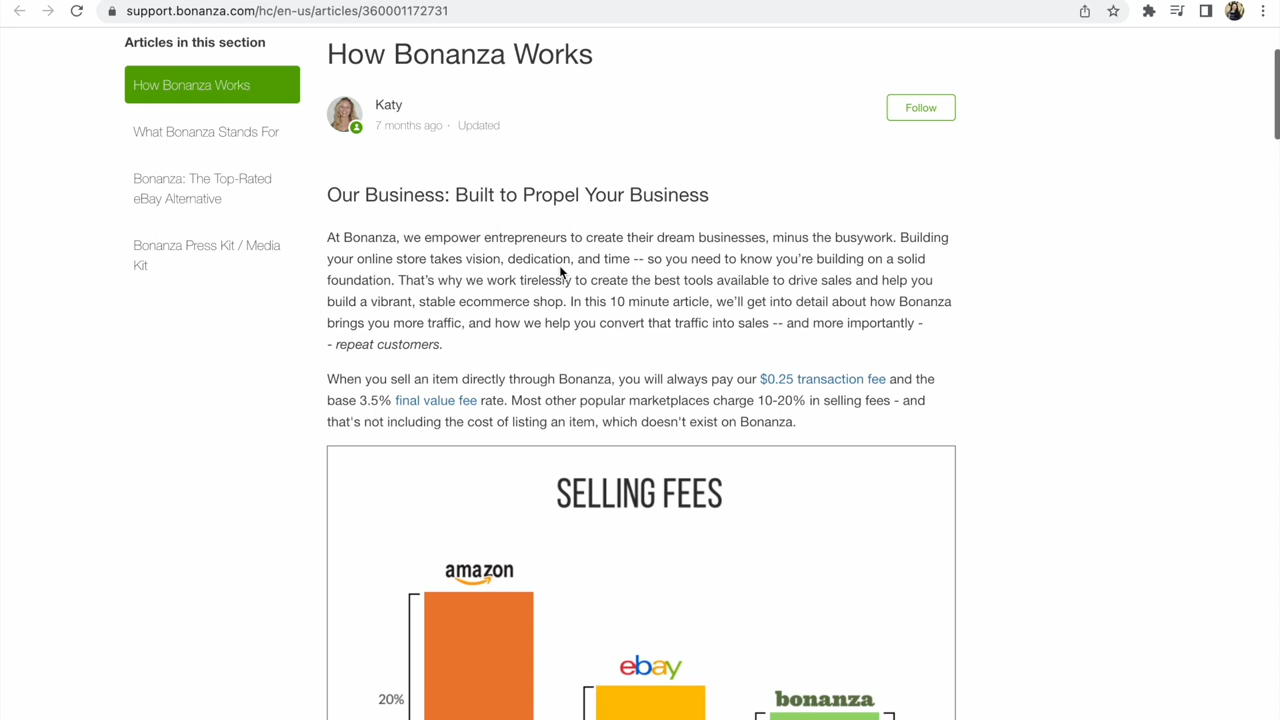 support.bonanza.com/hc/en-us/articles/360001172731
Articles in this section
How Bonanza Works
What Bonanza Stands For
Bonanza: The Top-Rated
eBay Alternative
Bonanza Press Kit / Media
Kit
How Bonanza Works
Katy
7 months ago · Updated
Follow
Our Business: Built to Propel Your Business
At Bonanza, we empower entrepreneurs to create their dream businesses, minus the busywork. Building
your online store takes vision, dedication, and time -- so you need to know you’re building on a solid
foundation. That’s why we work tirelessly to create the best tools available to drive sales and help you
build a vibrant, stable ecommerce shop. In this 10 minute article, we’ll get into detail about how Bonanza
brings you more traffic, and how we help you convert that traffic into sales -- and more importantly -
- repeat customers.
When you sell an item directly through Bonanza, you will always pay our $0.25 transaction fee and the
base 3.5% final value fee rate. Most other popular marketplaces charge 10-20% in selling fees - and
that's not including the cost of listing an item, which doesn't exist on Bonanza.
SELLING FEES
amazon
ebay
20%
bonanza